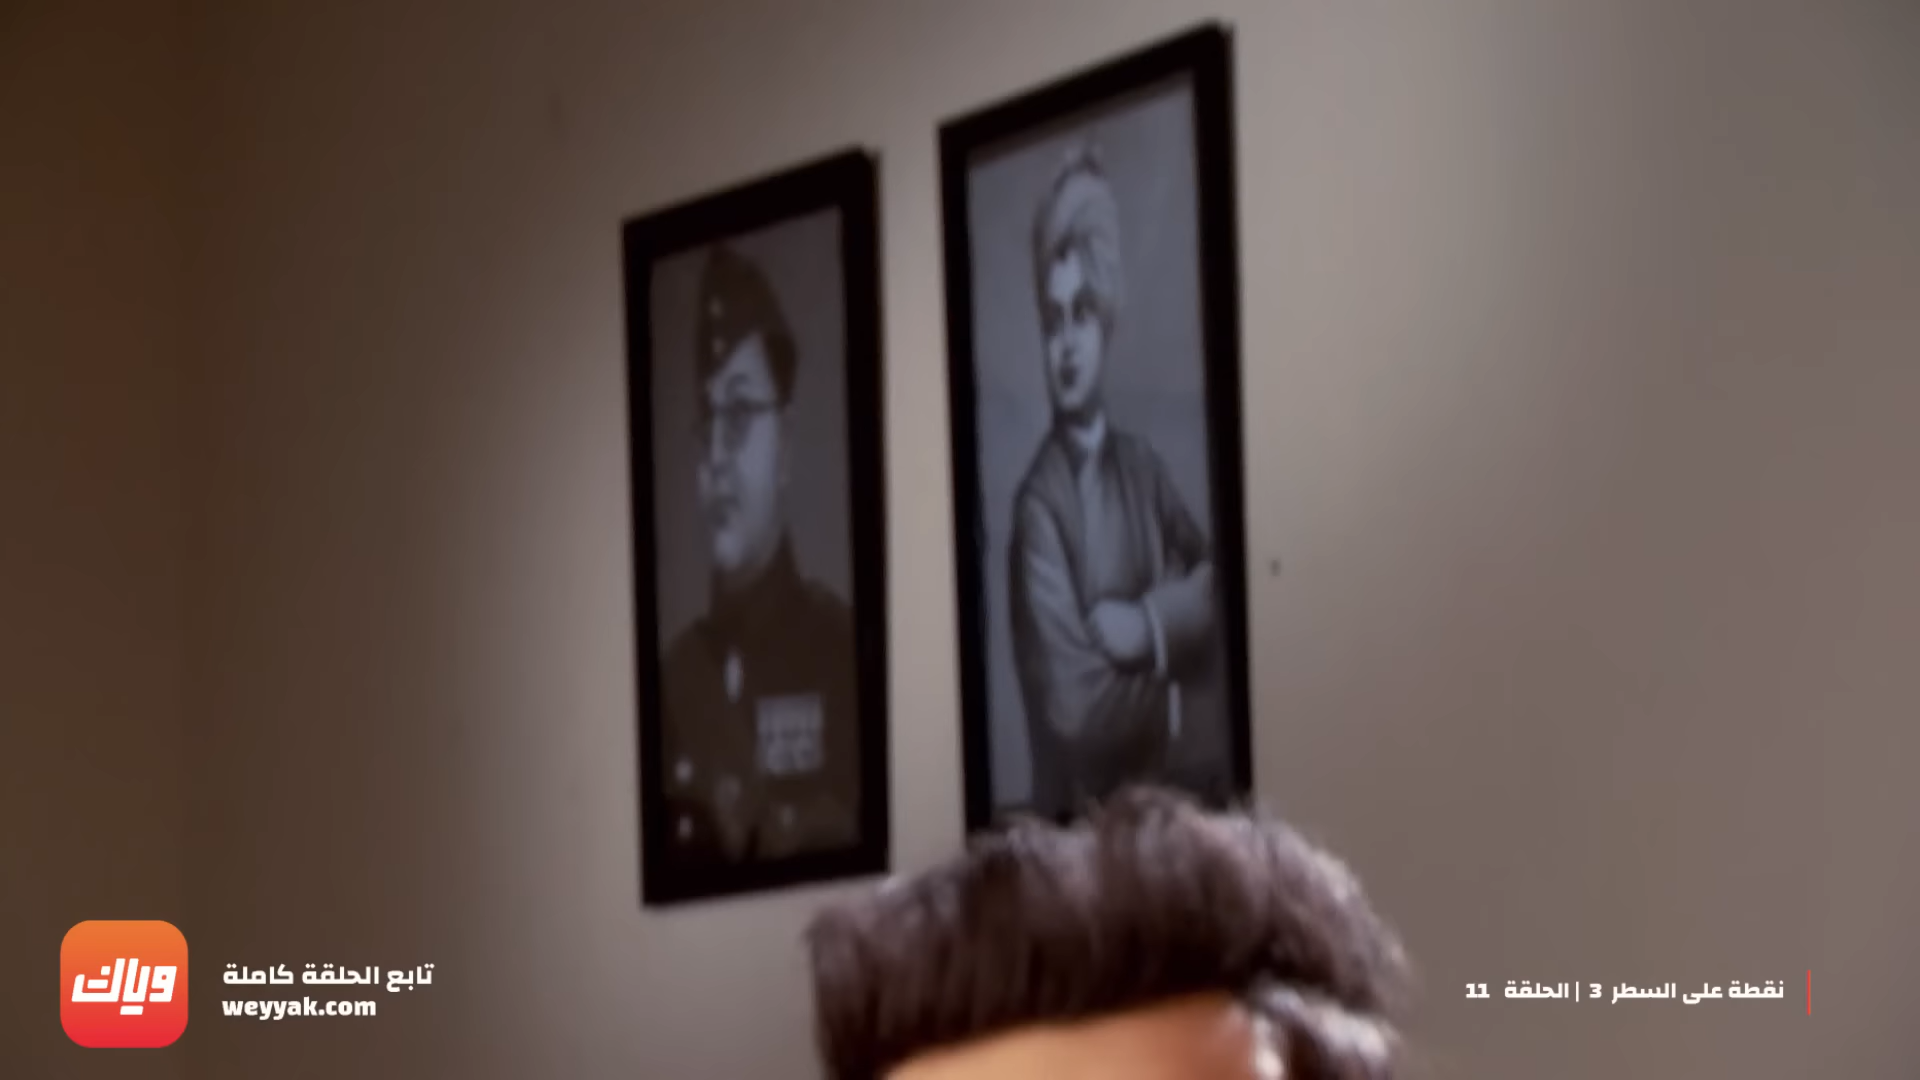 وياك
تابع الحلقة كاملة
weyyak.com
نقطة على السطر 3 | الحلقة 11